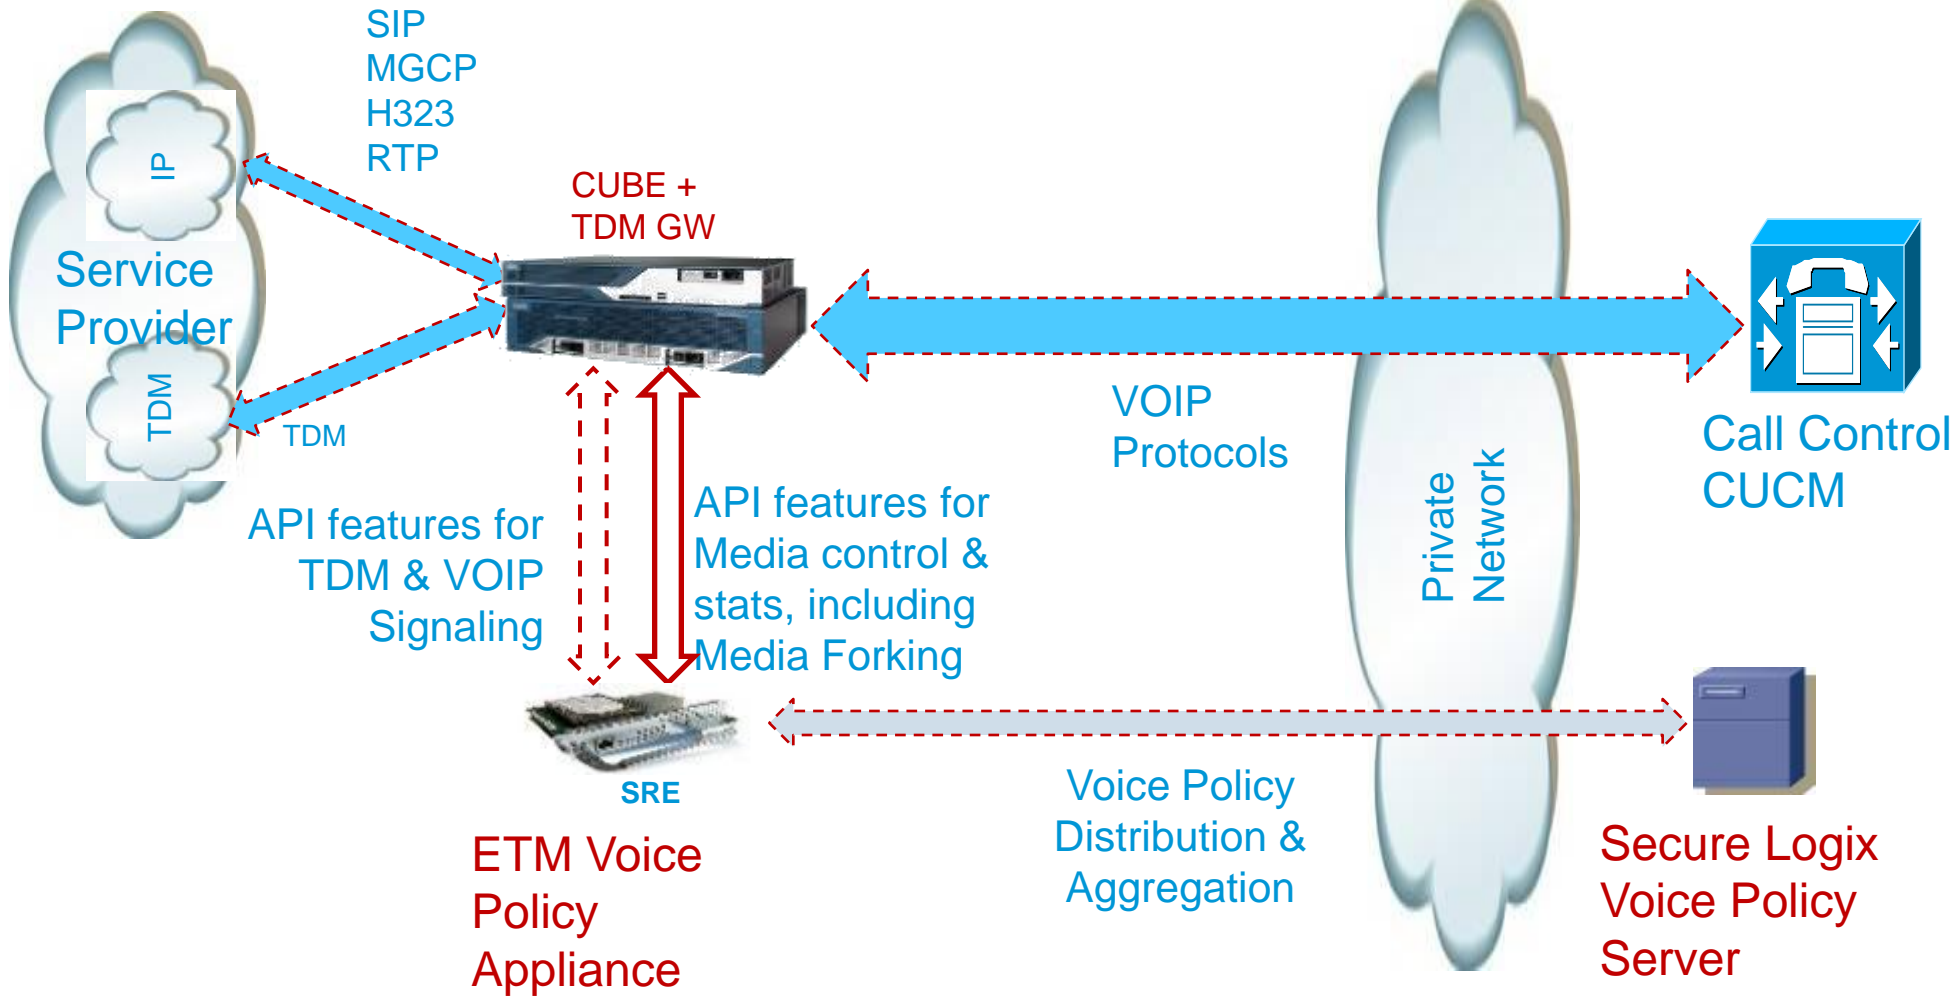 SIP
MGCP
H323
RTP
IP
Service
Provider
TDM
TDM
CUBE +
TDM GW
VOIP
Protocols
Private
Network
Call Control
CUCM
API features for
TDM & VOIP
Signaling
API features for
Media control &
stats, including
Media Forking
SRE
ETM Voice
Policy
Appliance
Voice Policy
Distribution &
Aggregation
Secure Logix
Voice Policy
Server